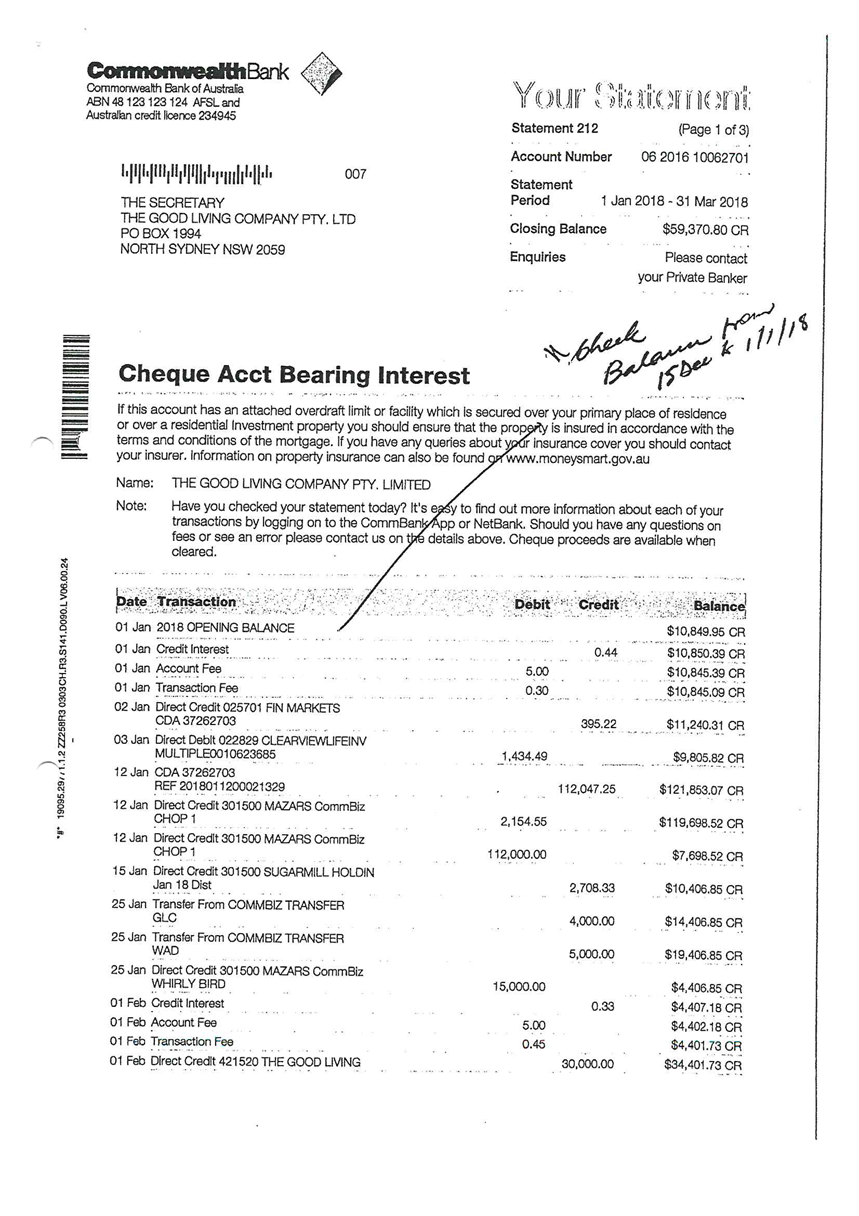 CommonwealthBank
Commonwealth Bank of Australia
ABN 48 123 123 124 AFSL and
Australian credit licence 234945
Your Statement
Statement 212 (Page 1 of 3)
Account Number 06 2016 10062701
Statement
Period 1 Jan 2018 - 31 Mar 2018
Closing Balance $59,370.80 CR
Enquiries Please contact
your Private Banker
007
THE SECRETARY
THE GOOD LIVING COMPANY PTY. LTD
PO BOX 1994
NORTH SYDNEY NSW 2059
Check
Balance from
15 Dec to 1/1/18
Cheque Acct Bearing Interest
If this account has an attached overdraft limit or facility which is secured over your primary place of residence
or over a residential Investment property you should ensure that the property is insured in accordance with the
terms and conditions of the mortgage. If you have any queries about your insurance cover you should contact
your insurer. Information on property insurance can also be found on www.moneysmart.gov.au
Name: THE GOOD LIVING COMPANY PTY. LIMITED
Note: Have you checked your statement today? It's easy to find out more information about each of your
transactions by logging on to the CommBank App or NetBank. Should you have any questions on
fees or see an error please contact us on the details above. Cheque proceeds are available when
cleared.
Date Transaction Debit Credit Balance
01 Jan 2018 OPENING BALANCE $10,849.95 CR
01 Jan Credit Interest 0.44 $10,850.39 CR
01 Jan Account Fee 5.00 $10,845.39 CR
01 Jan Transaction Fee 0.30 $10,845.09 CR
02 Jan Direct Credit 025701 FIN MARKETS
CDA 37262703 395.22 $11,240.31 CR
03 Jan Direct Debit 022829 CLEARVIEWLIFEINV
MULTIPLE0010623685 1,434.49 $9,805.82 CR
12 Jan CDA 37262703
REF 2018011200021329 112,047.25 $121,853.07 CR
12 Jan Direct Credit 301500 MAZARS CommBiz
CHOP 1 2,154.55 $119,698.52 CR
12 Jan Direct Credit 301500 MAZARS CommBiz
CHOP 1 112,000.00 $7,698.52 CR
15 Jan Direct Credit 301500 SUGARMILL HOLDIN
Jan 18 Dist 2,708.33 $10,406.85 CR
25 Jan Transfer From COMMBIZ TRANSFER
GLC 4,000.00 $14,406.85 CR
25 Jan Transfer From COMMBIZ TRANSFER
WAD 5,000.00 $19,406.85 CR
25 Jan Direct Credit 301500 MAZARS CommBiz
WHIRLY BIRD 15,000.00 $4,406.85 CR
01 Feb Credit Interest 0.33 $4,407.18 CR
01 Feb Account Fee 5.00 $4,402.18 CR
01 Feb Transaction Fee 0.45 $4,401.73 CR
01 Feb Direct Credit 421520 THE GOOD LIVING 30,000.00 $34,401.73 CR